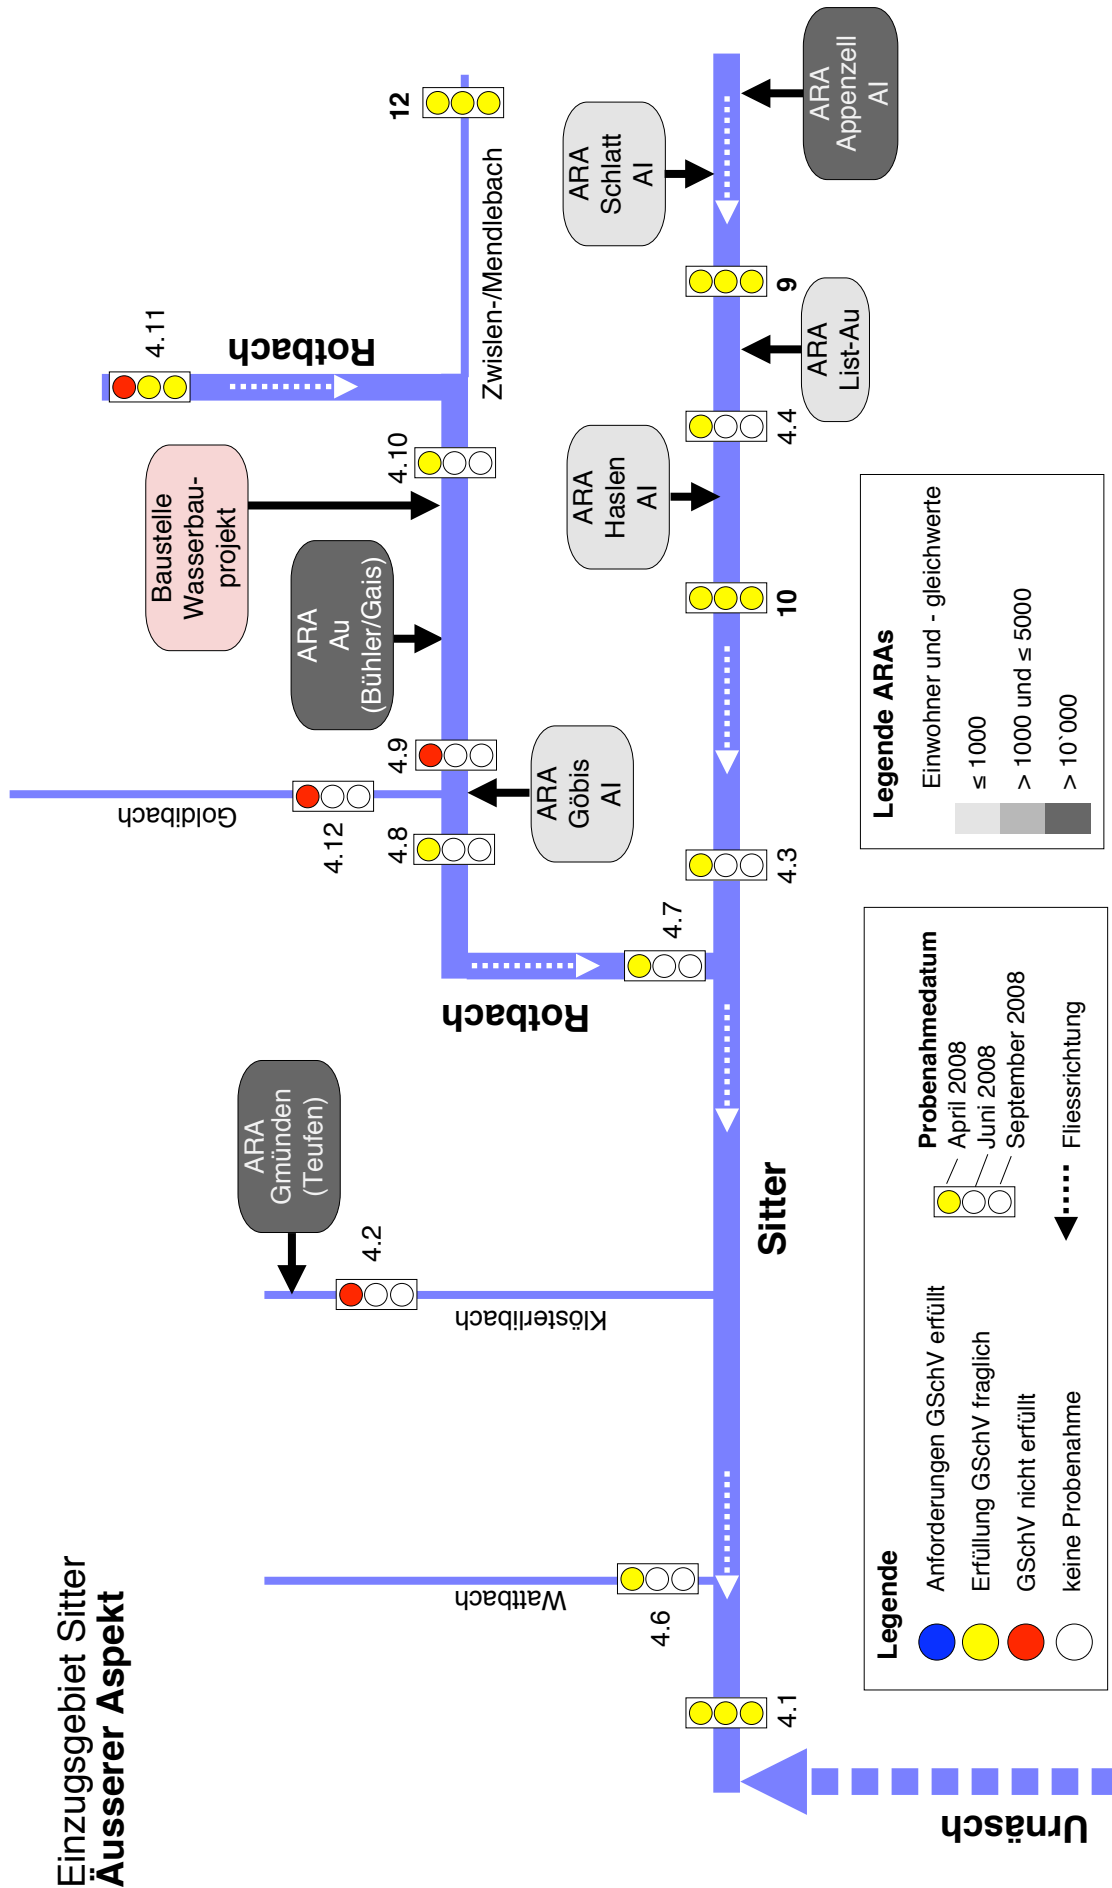 Einzugsgebiet Sitter
Äusserer Aspekt
Goldibach
4.12
4.11
Rotbach
Baustelle
Wasserbau-
projekt
4.10
12
Zwislen-/Mendlebach
ARA
Au
(Bühler/Gais)
4.9
4.8
ARA
Göbis
AI
ARA
Gmünden
(Teufen)
4.2
Klösterlibach
Rotbach
4.7
Wattbach
4.6
ARA
Schlatt
AI
ARA
Haslen
AI
4.1
Sitter
4.3
10
4.4
9
ARA
List-Au
ARA
Appenzell
AI
Urnäsch
Legende
Anforderungen GSchV erfüllt
Erfüllung GSchV fraglich
GSchV nicht erfüllt
keine Probenahme
Probenahmedatum
April 2008
Juni 2008
September 2008
Fliessrichtung
Legende ARAs
Einwohner und - gleichwerte
≤ 1000
> 1000 und ≤ 5000
> 10`000